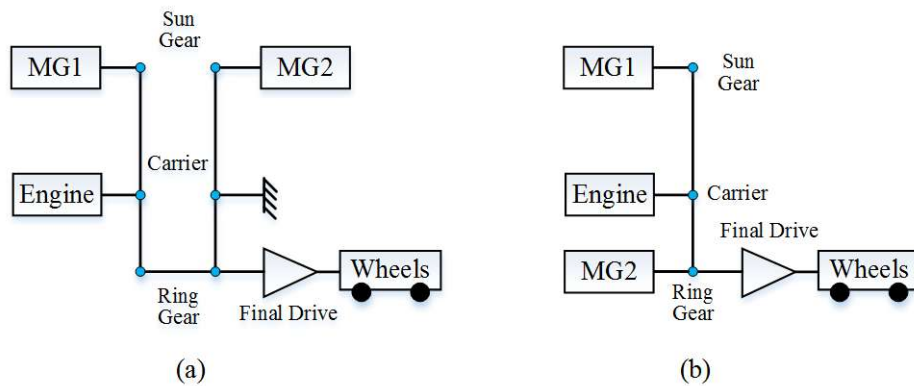 Sun
Gear
MG1
MG2
Carrier
Engine
Wheels
Ring
Gear
Final Drive
(a)
MG1
Sun
Gear
Engine
Carrier
Final Drive
MG2
Wheels
Ring
Gear
(b)